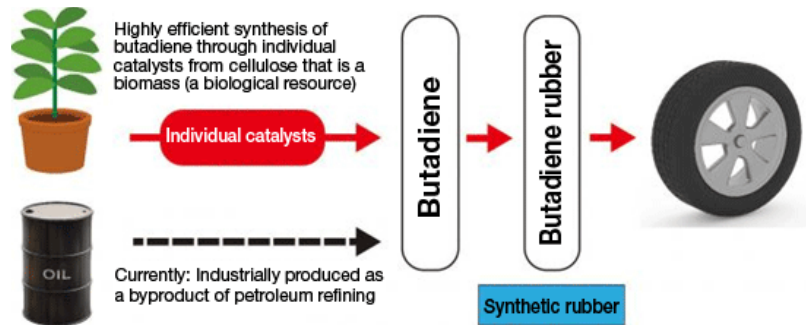 Highly efficient synthesis of
butadiene through individual
catalysts from cellulose that is a
biomass (a biological resource)
Individual catalysts
Butadiene
Butadiene rubber
OIL
Currently: Industrially produced as
a byproduct of petroleum refining
Synthetic rubber